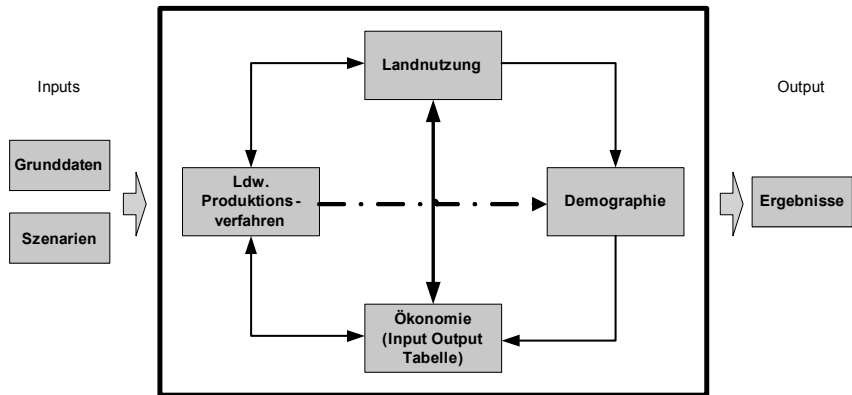 Inputs
Grunddaten
Szenarien
Landnutzung
Ldw.
Produktions-
verfahren
Demographie
Ökonomie
(Input Output
Tabelle)
Output
Ergebnisse